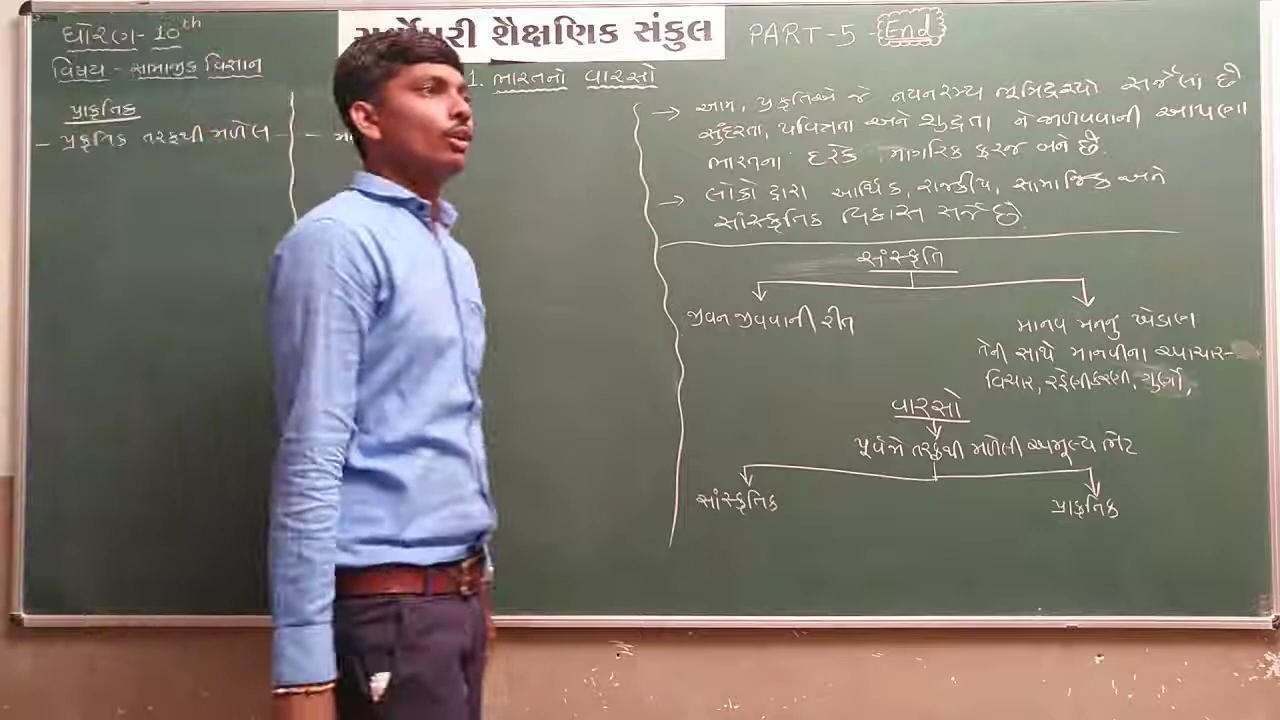 ધોરણ- 10th
વિષય - સામાજીક વિજ્ઞાન
શૈક્ષણિક સંકુલ
PART-5 - End
1. ભારતનો વારસો
પ્રાકૃતિક
- પ્રકૃતિક તરફથી મળેલ -
→ આમ, પ્રકૃતિએ જે નયનરમ્ય ભૂમિદ્રશ્યો સર્જેલા છે
સુંદરતા, પવિત્રતા અને શુદ્ધતા ને જાળવવાની આપણા
ભારતના દરેક નાગરિક ફરજ બને છે.
→ લોકો દ્વારા આર્થિક, રાજકીય, સામાજિક અને
સાંસ્કૃતિક વિકાસ સર્જે છે.
સંસ્કૃતિ
જીવન જીવવાની રીત
માનવ મનનું ખેડાણ
તેની સાથે માનવીના આચાર-
વિચાર, રહેણીકરણી, ગુણો,
વારસો
પૂર્વજો તરફથી મળેલી અમૂલ્ય ભેટ
સાંસ્કૃતિક
પ્રાકૃતિક